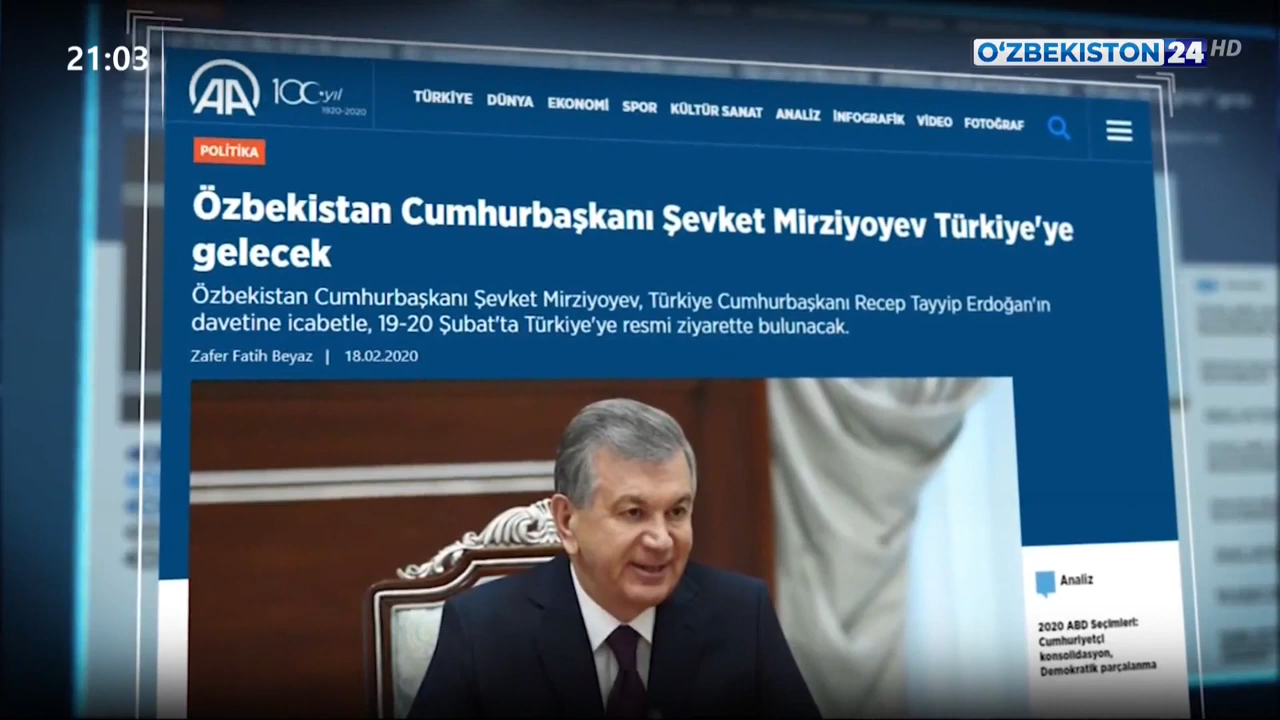 21:03
O'ZBEKISTON 24 HD
AA 100.yıl
1920-2020
TÜRKİYE DÜNYA EKONOMİ SPOR KÜLTÜR SANAT ANALİZ İNFOGRAFİK VİDEO FOTOĞRAF
POLİTİKA
Özbekistan Cumhurbaşkanı Şevket Mirziyoyev Türkiye'ye
gelecek
Özbekistan Cumhurbaşkanı Şevket Mirziyoyev, Türkiye Cumhurbaşkanı Recep Tayyip Erdoğan'ın
davetine icabetle, 19-20 Şubat'ta Türkiye'ye resmi ziyarette bulunacak.
Zafer Fatih Beyaz | 18.02.2020
Analiz
2020 ABD Seçimleri:
Cumhuriyetçi
konsolidasyon,
Demokratik parçalanma